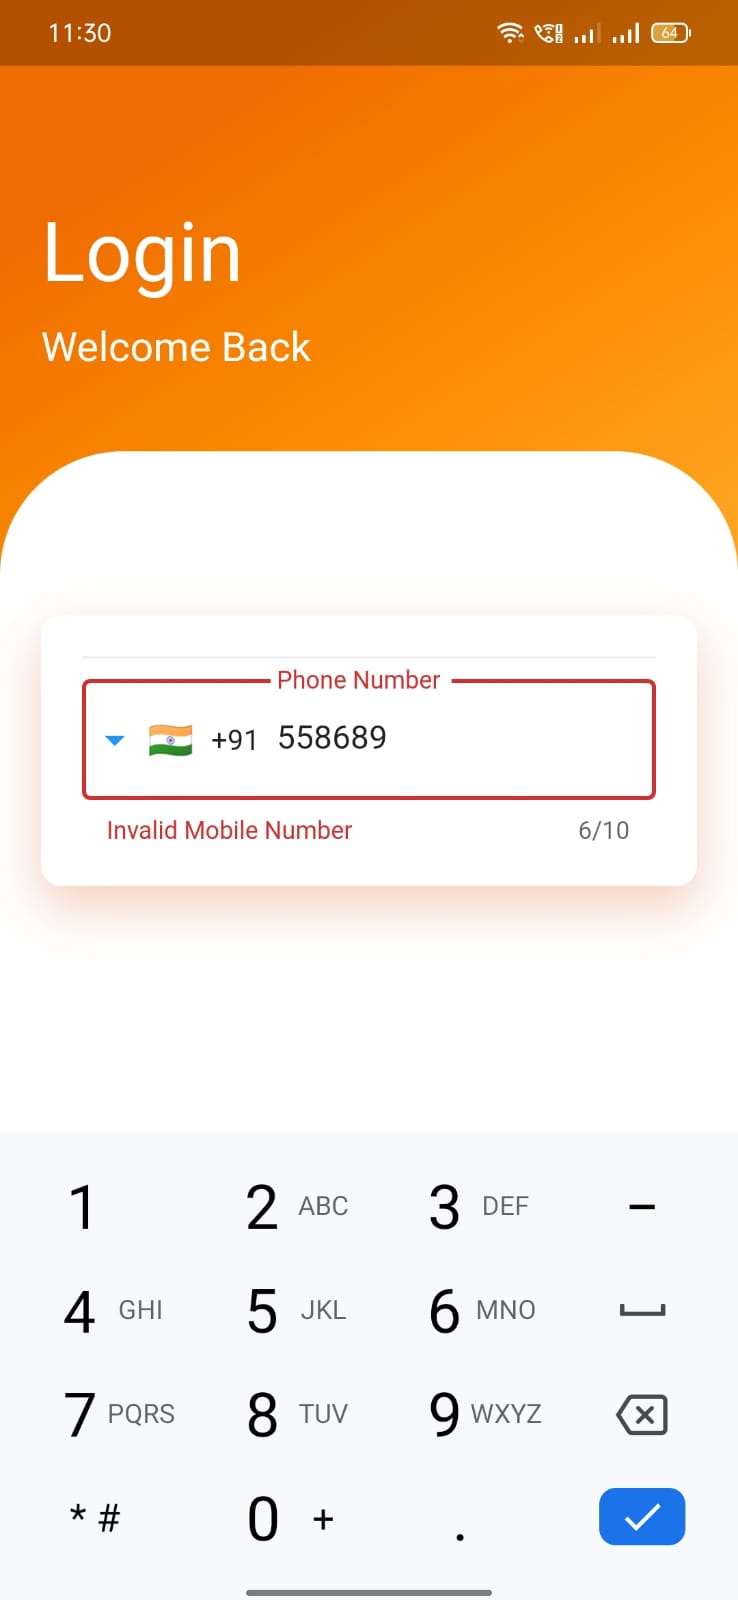 11:30
64
Login
Welcome Back
Phone Number
+91 558689
Invalid Mobile Number 6/10
1 2 ABC 3 DEF –
4 GHI 5 JKL 6 MNO
7 PQRS 8 TUV 9 WXYZ
* # 0 + .